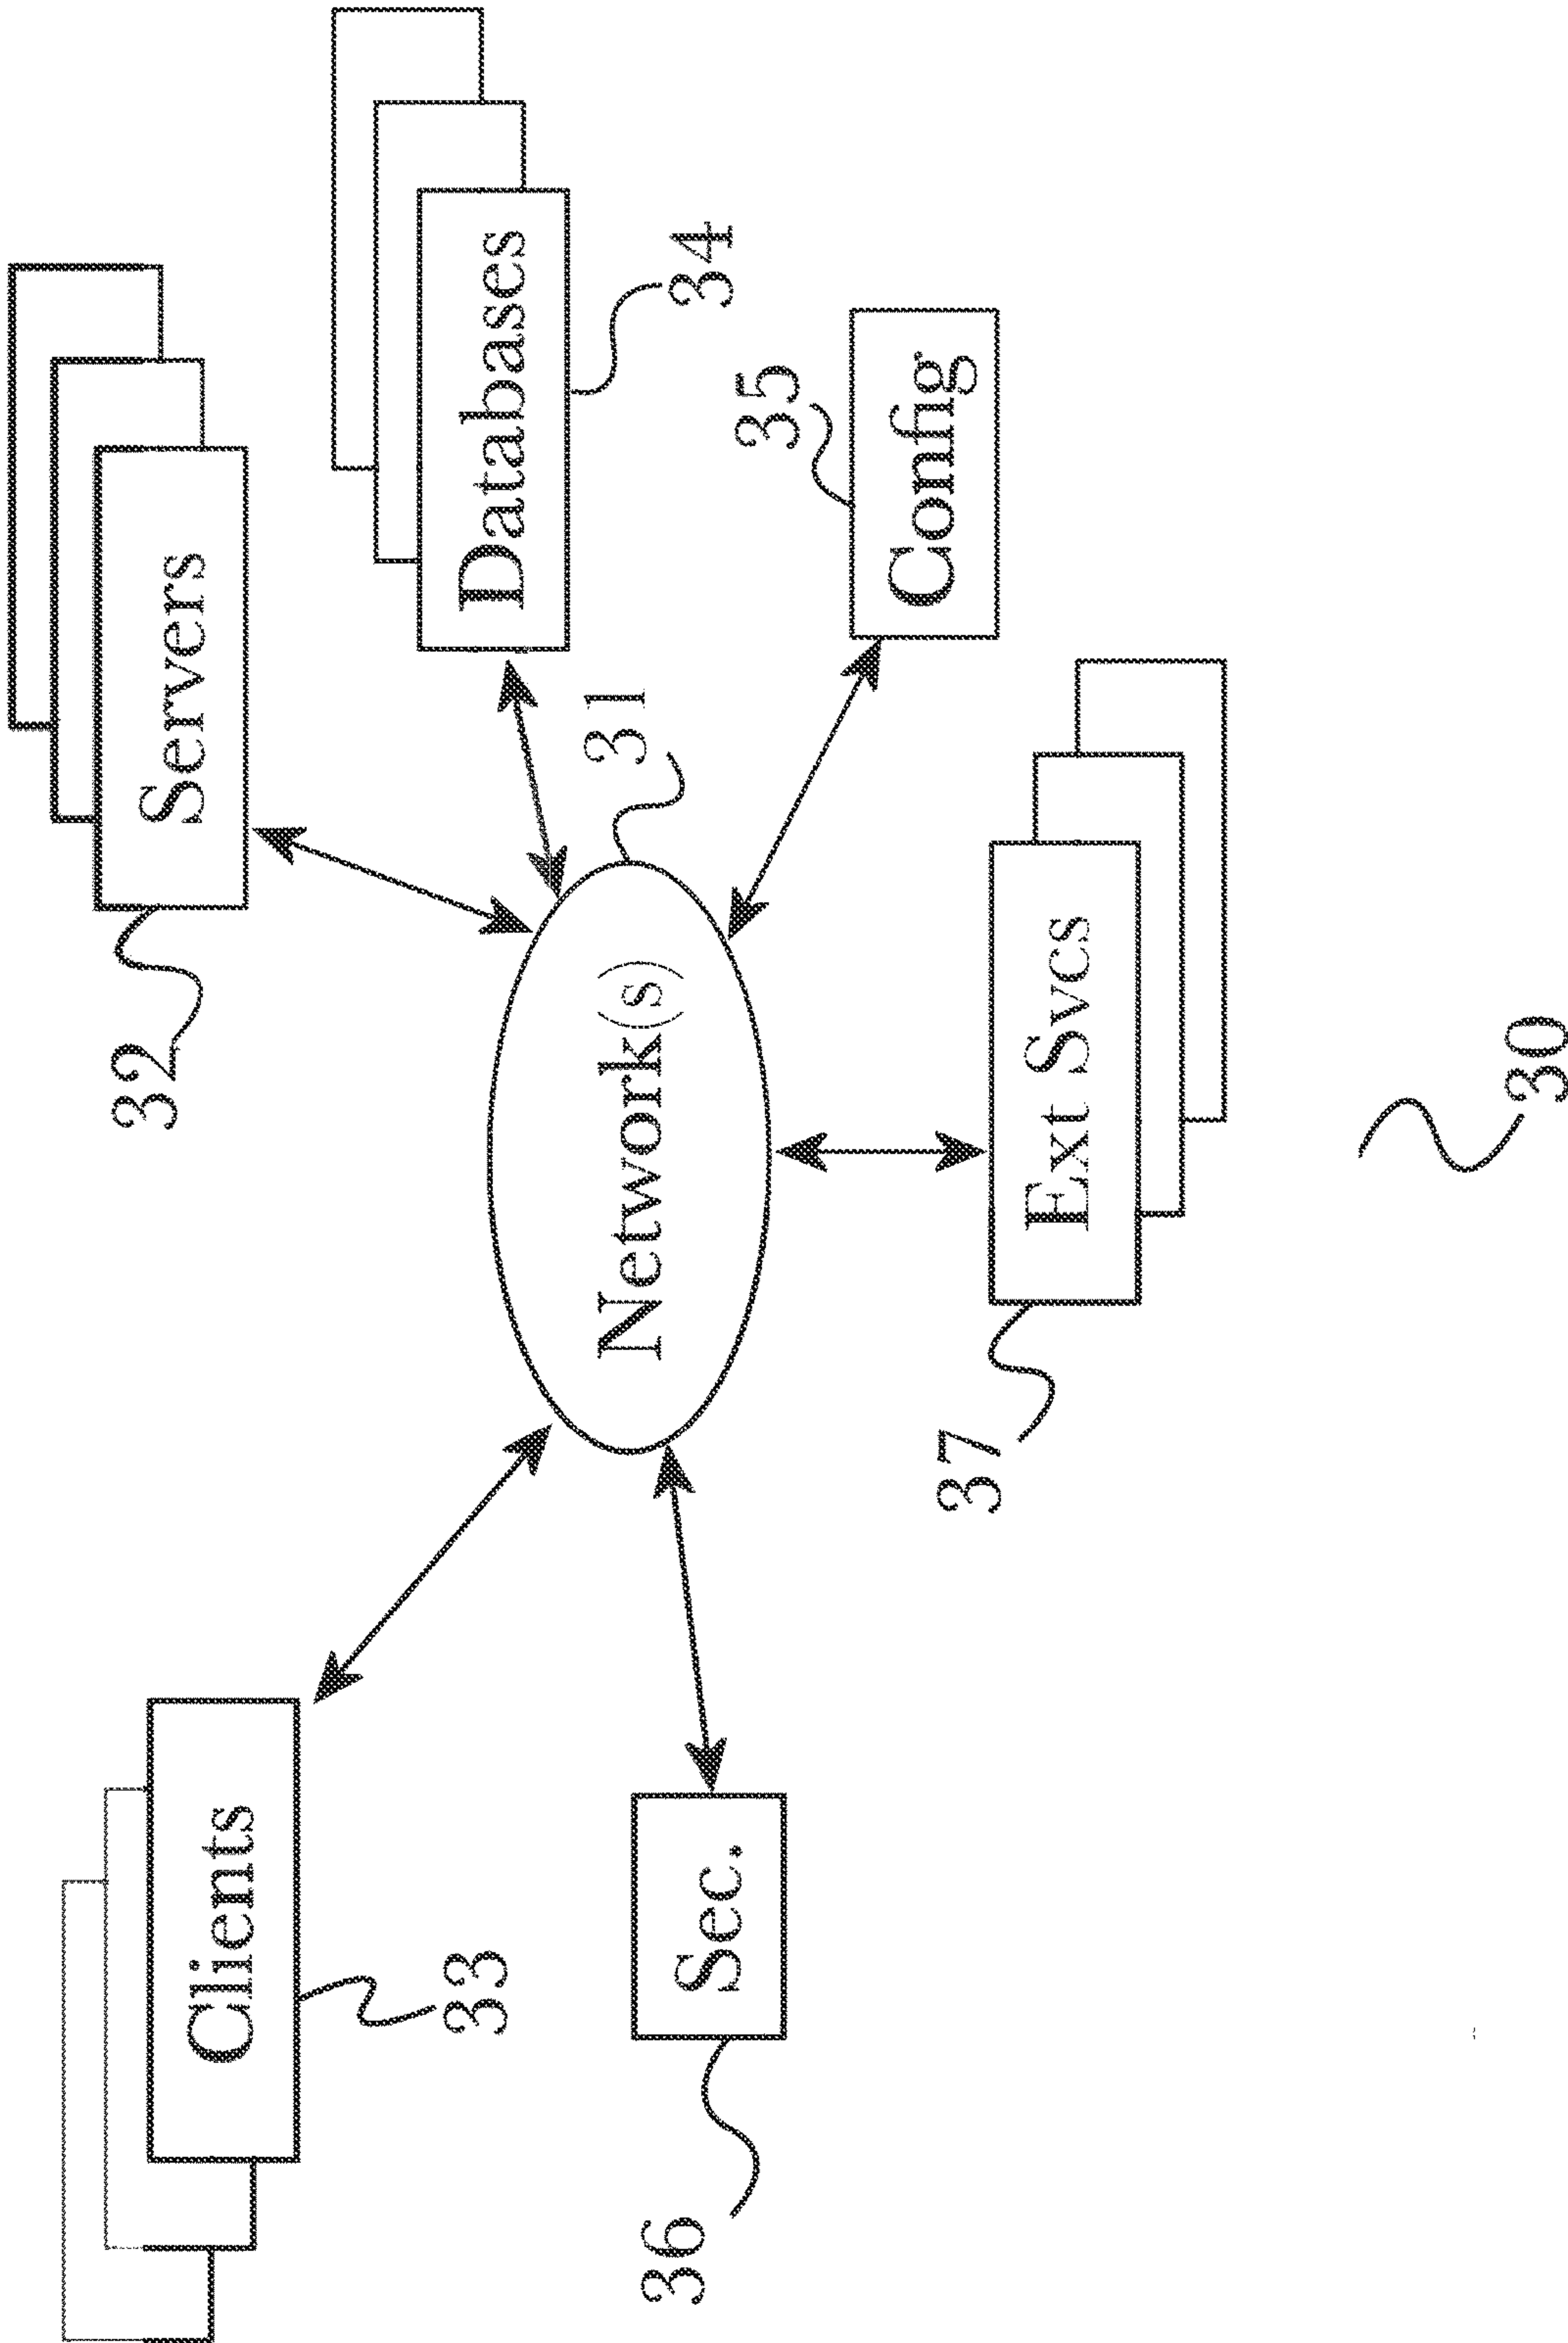 Servers
32
Clients
33
Databases
34
31
Network(s)
Sec.
36
35
Config
Ext Svcs
37
30